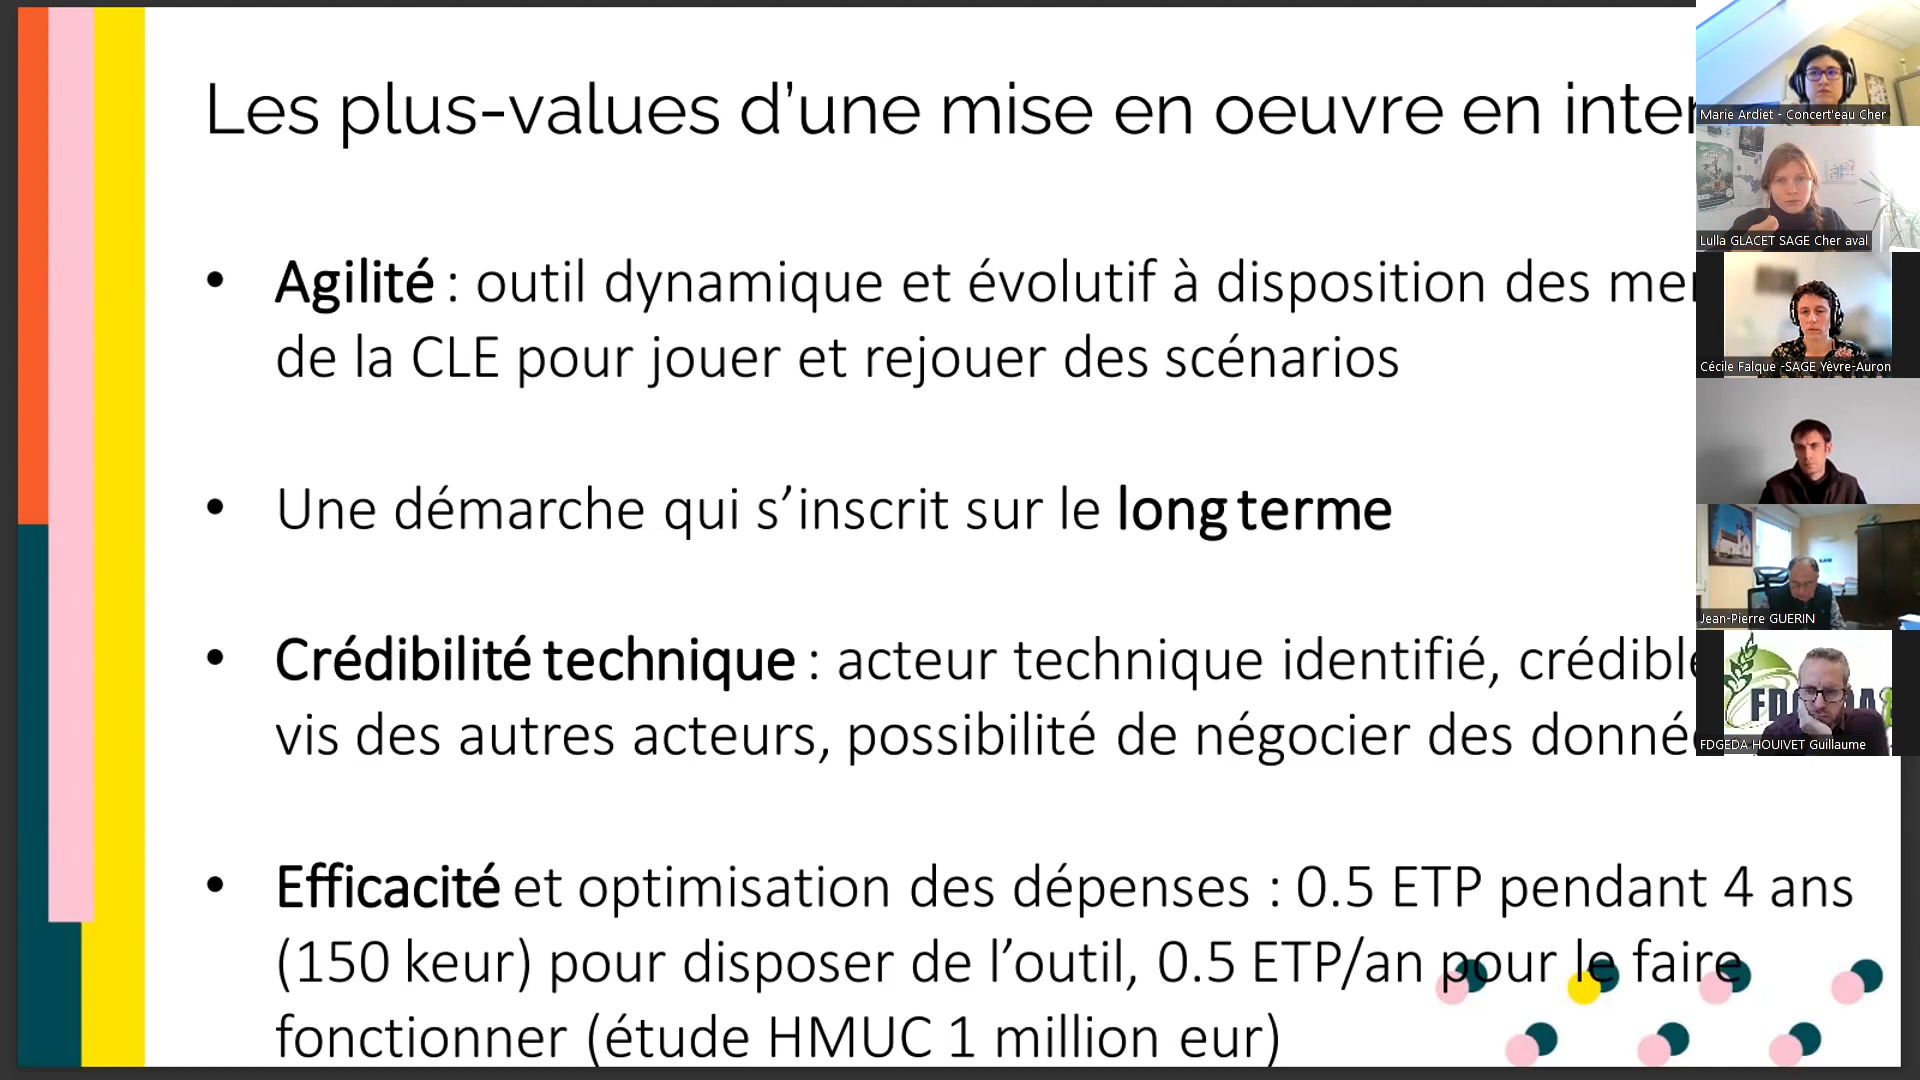 Les plus-values d’une mise en oeuvre en inter
• Agilité : outil dynamique et évolutif à disposition des
de la CLE pour jouer et rejouer des scénarios
• Une démarche qui s’inscrit sur le long terme
• Crédibilité technique : acteur technique identifié, crédible
vis des autres acteurs, possibilité de négocier des
• Efficacité et optimisation des dépenses : 0.5 ETP pendant 4 ans
(150 keur) pour disposer de l’outil, 0.5 ETP/an pour le faire
fonctionner (étude HMUC 1 million eur)
Marie Ardiet - Concert'eau Cher
Lulla GLACET SAGE Cher aval
Cécile Falque -SAGE Yèvre-Auron
Jean-Pierre GUERIN
FDGEDA HOUIVET Guillaume